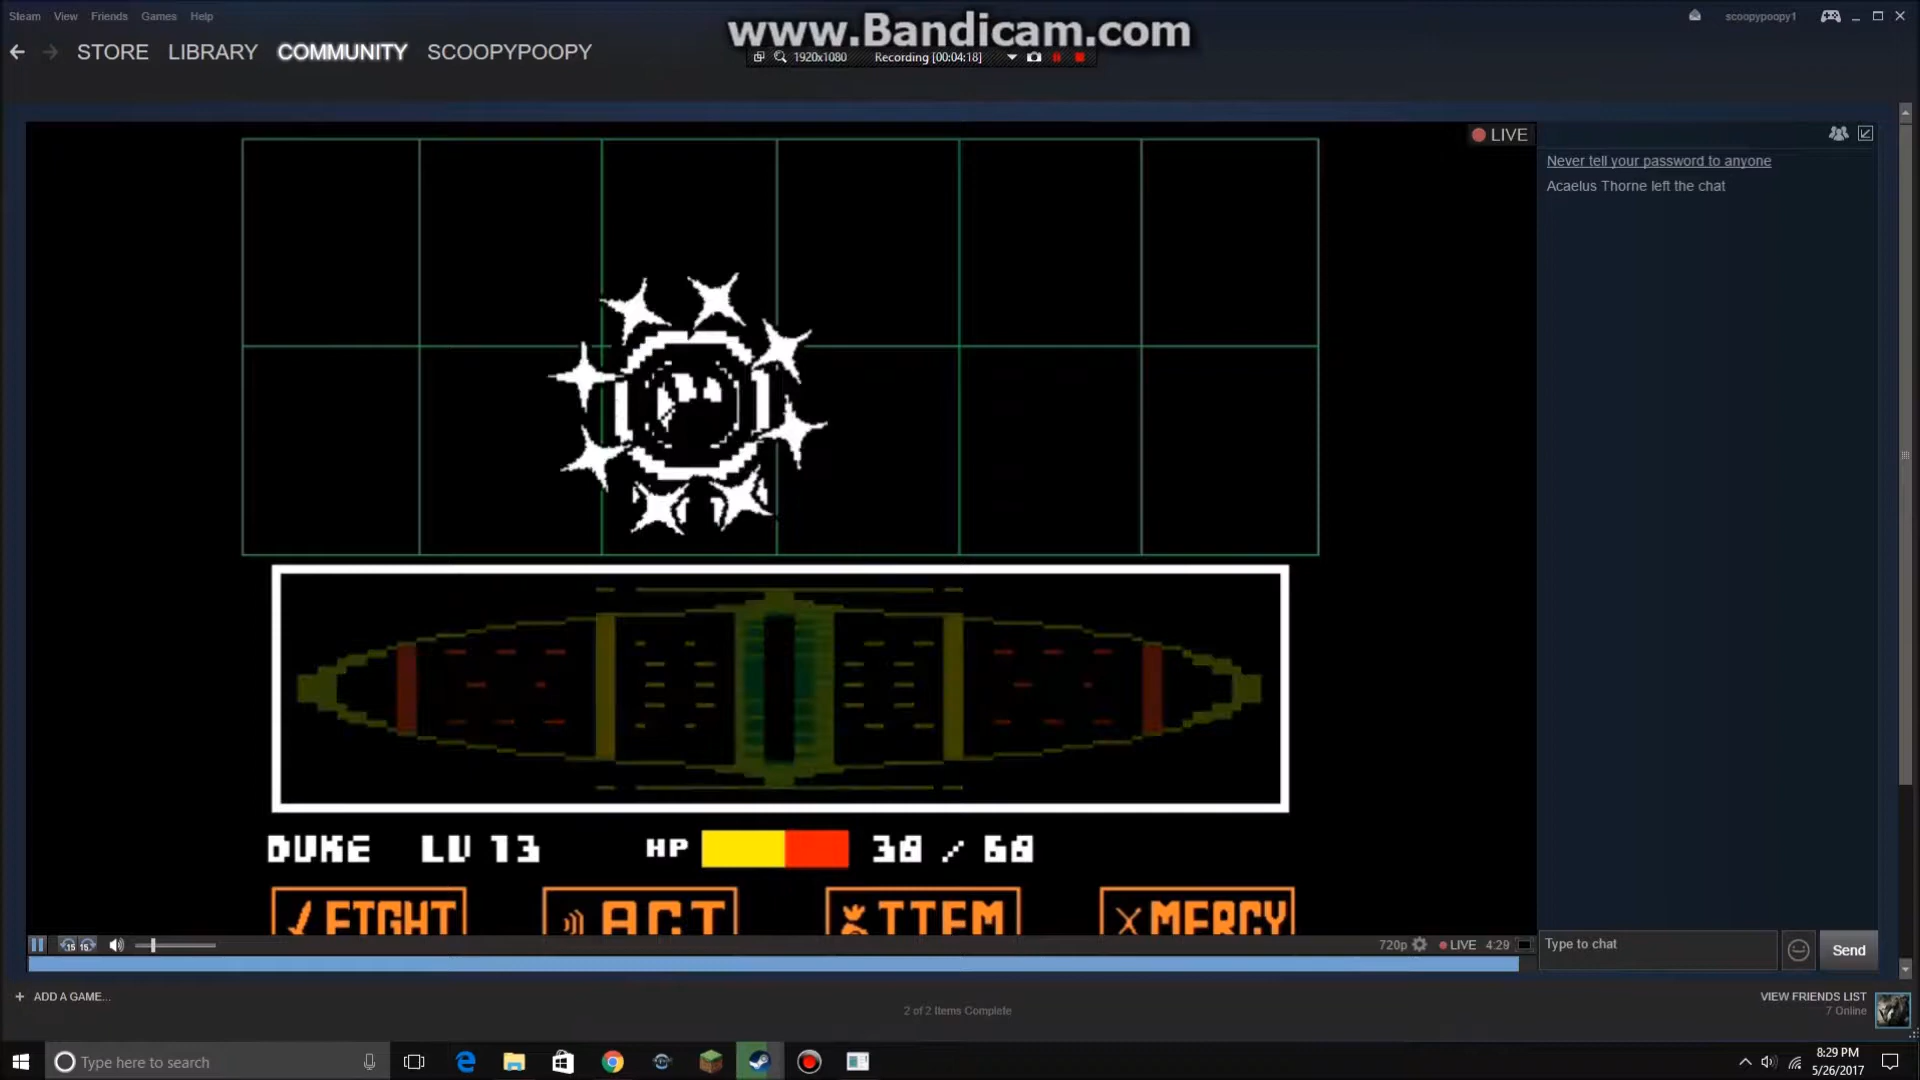 Steam View Friends Games Help
www.Bandicam.com
scoopypoopy1
STORE LIBRARY COMMUNITY SCOOPYPOOPY
1920x1080 Recording [00:04:18]
LIVE
Never tell your password to anyone
Acaelus Thorne left the chat
DUKE LV 13 HP 38 / 68
FIGHT ACT ITEM MERCY
15 15
720p LIVE 4:29
Type to chat
Send
+ ADD A GAME...
2 of 2 Items Complete
VIEW FRIENDS LIST
7 Online
Type here to search
8:29 PM
5/26/2017